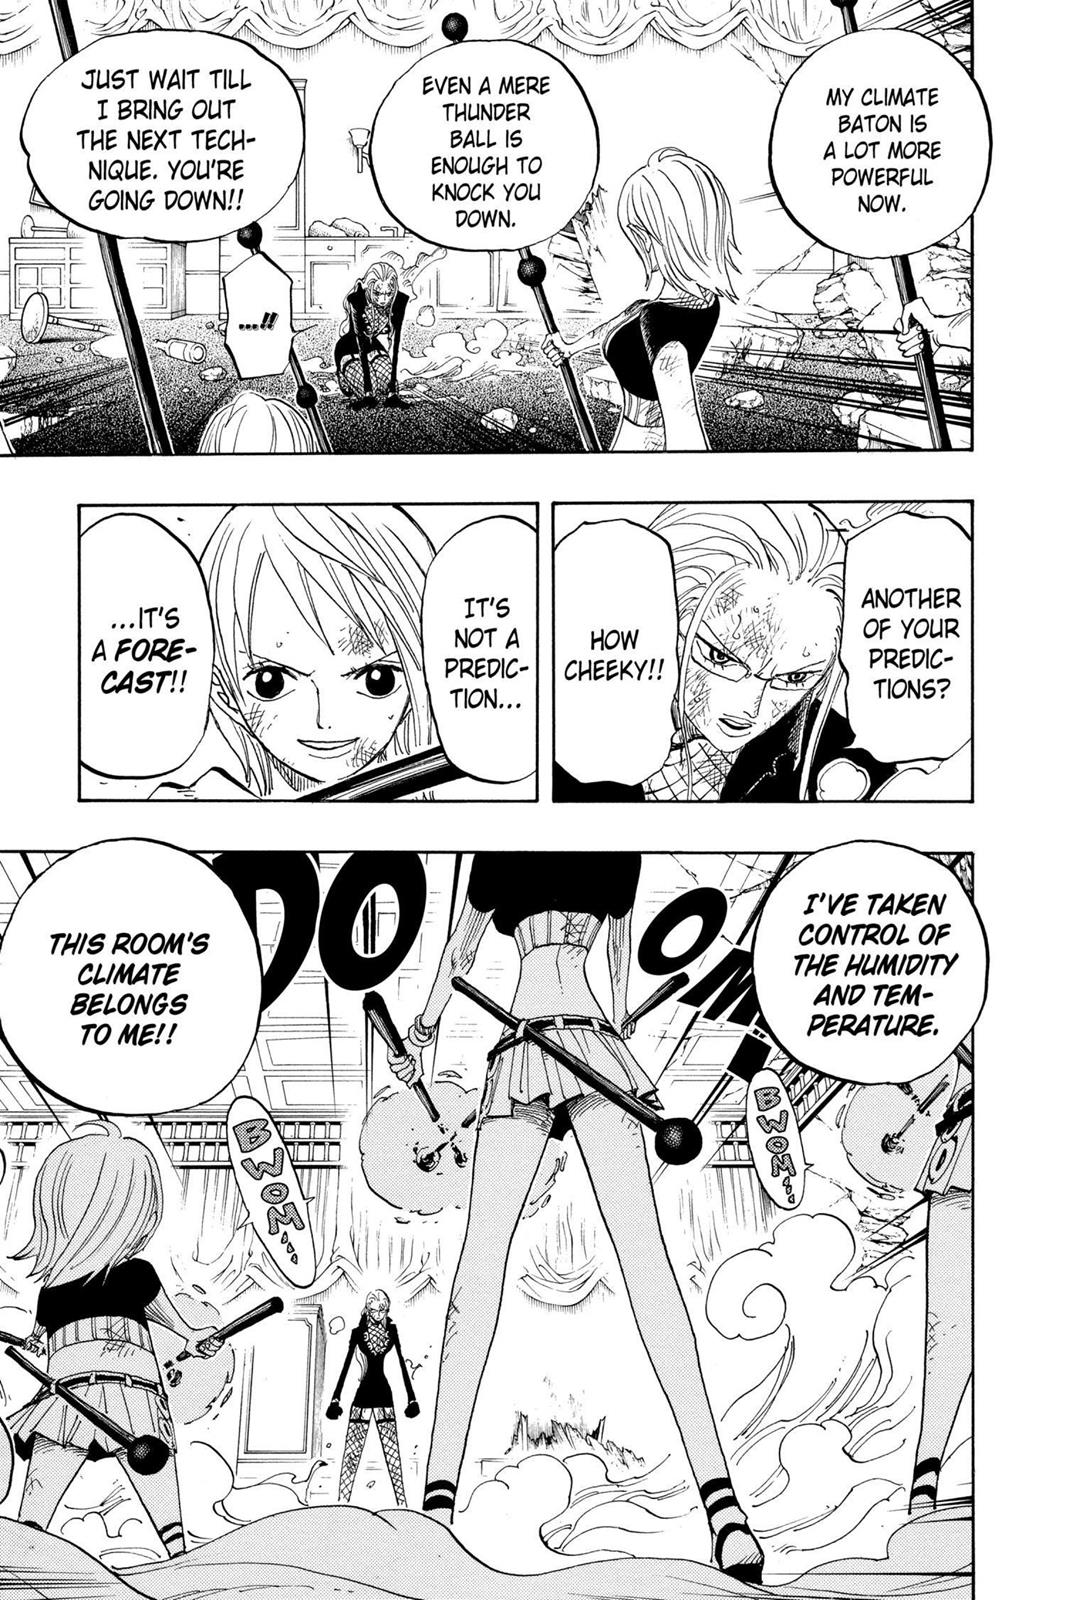 MY CLIMATE
BATON IS
A LOT MORE
POWERFUL
NOW.
EVEN A MERE
THUNDER
BALL IS
ENOUGH TO
KNOCK YOU
DOWN.
JUST WAIT TILL
I BRING OUT
THE NEXT TECH-
NIQUE. YOU'RE
GOING DOWN!!
...!!
ANOTHER
OF YOUR
PREDIC-
TIONS?
HOW
CHEEKY!!
IT'S
NOT A
PREDIC-
TION...
...IT'S
A FORE-
CAST!!
I'VE TAKEN
CONTROL OF
THE HUMIDITY
AND TEM-
PERATURE.
BWOM...
DOOM!!
BWOM...
THIS ROOM'S
CLIMATE
BELONGS
TO ME!!